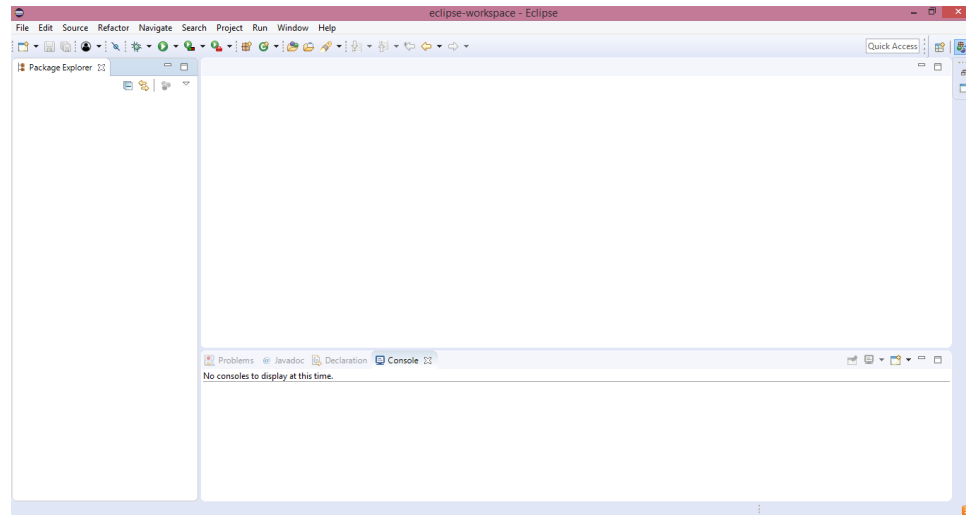 eclipse-workspace - Eclipse
File Edit Source Refactor Navigate Search Project Run Window Help
Quick Access
Package Explorer
Problems @ Javadoc Declaration Console
No consoles to display at this time.